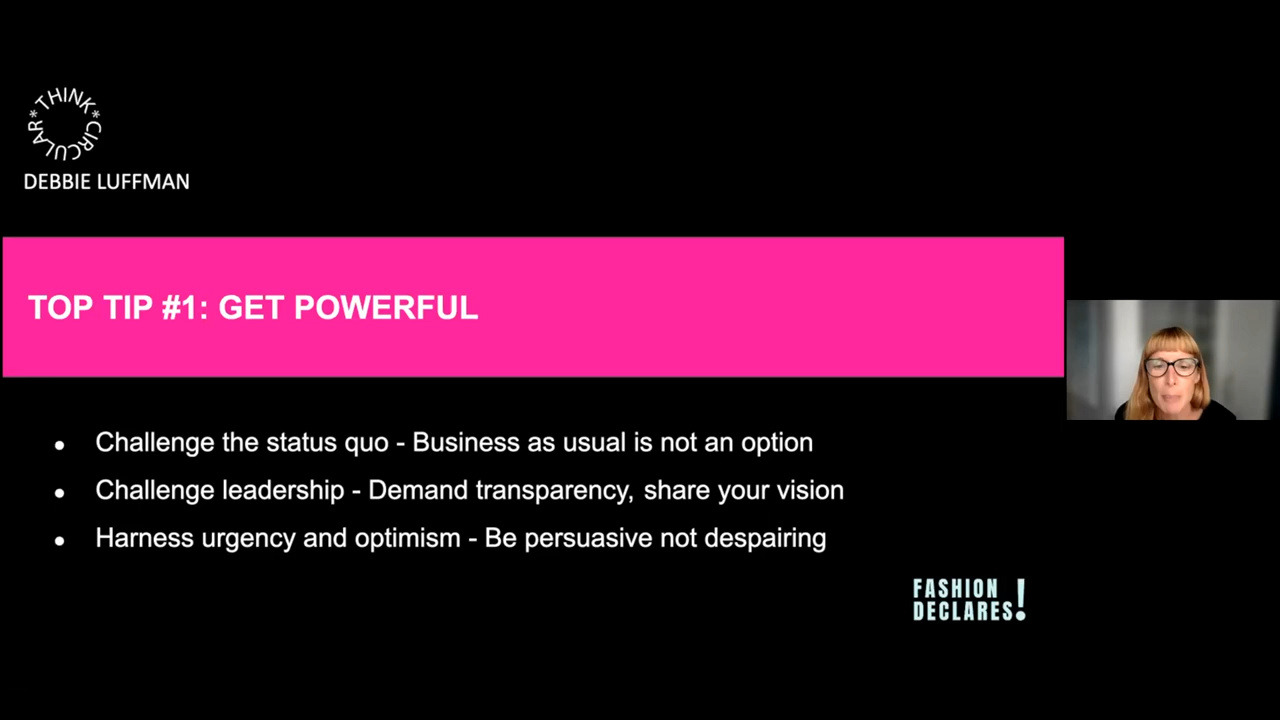 *THINK*CIRCULAR
DEBBIE LUFFMAN
TOP TIP #1: GET POWERFUL
• Challenge the status quo - Business as usual is not an option
• Challenge leadership - Demand transparency, share your vision
• Harness urgency and optimism - Be persuasive not despairing
FASHION
DECLARES!